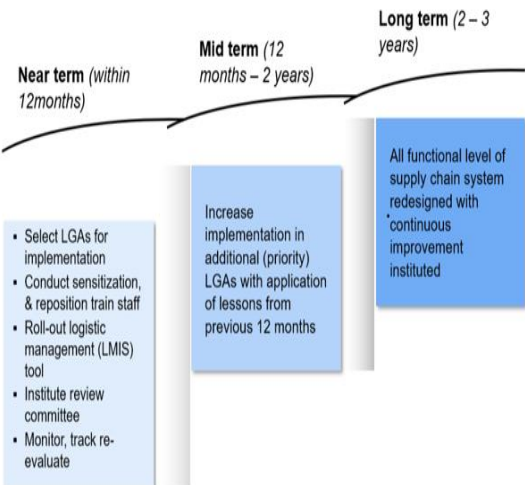 Near term (within
12months)
▪ Select LGAs for
implementation
▪ Conduct sensitization,
& reposition train staff
▪ Roll-out logistic
management (LMIS)
tool
▪ Institute review
committee
▪ Monitor, track re-
evaluate
Mid term (12
months – 2 years)
Increase
implementation in
additional (priority)
LGAs with application
of lessons from
previous 12 months
Long term (2 – 3
years)
All functional level of
supply chain system
redesigned with
continuous
improvement
instituted